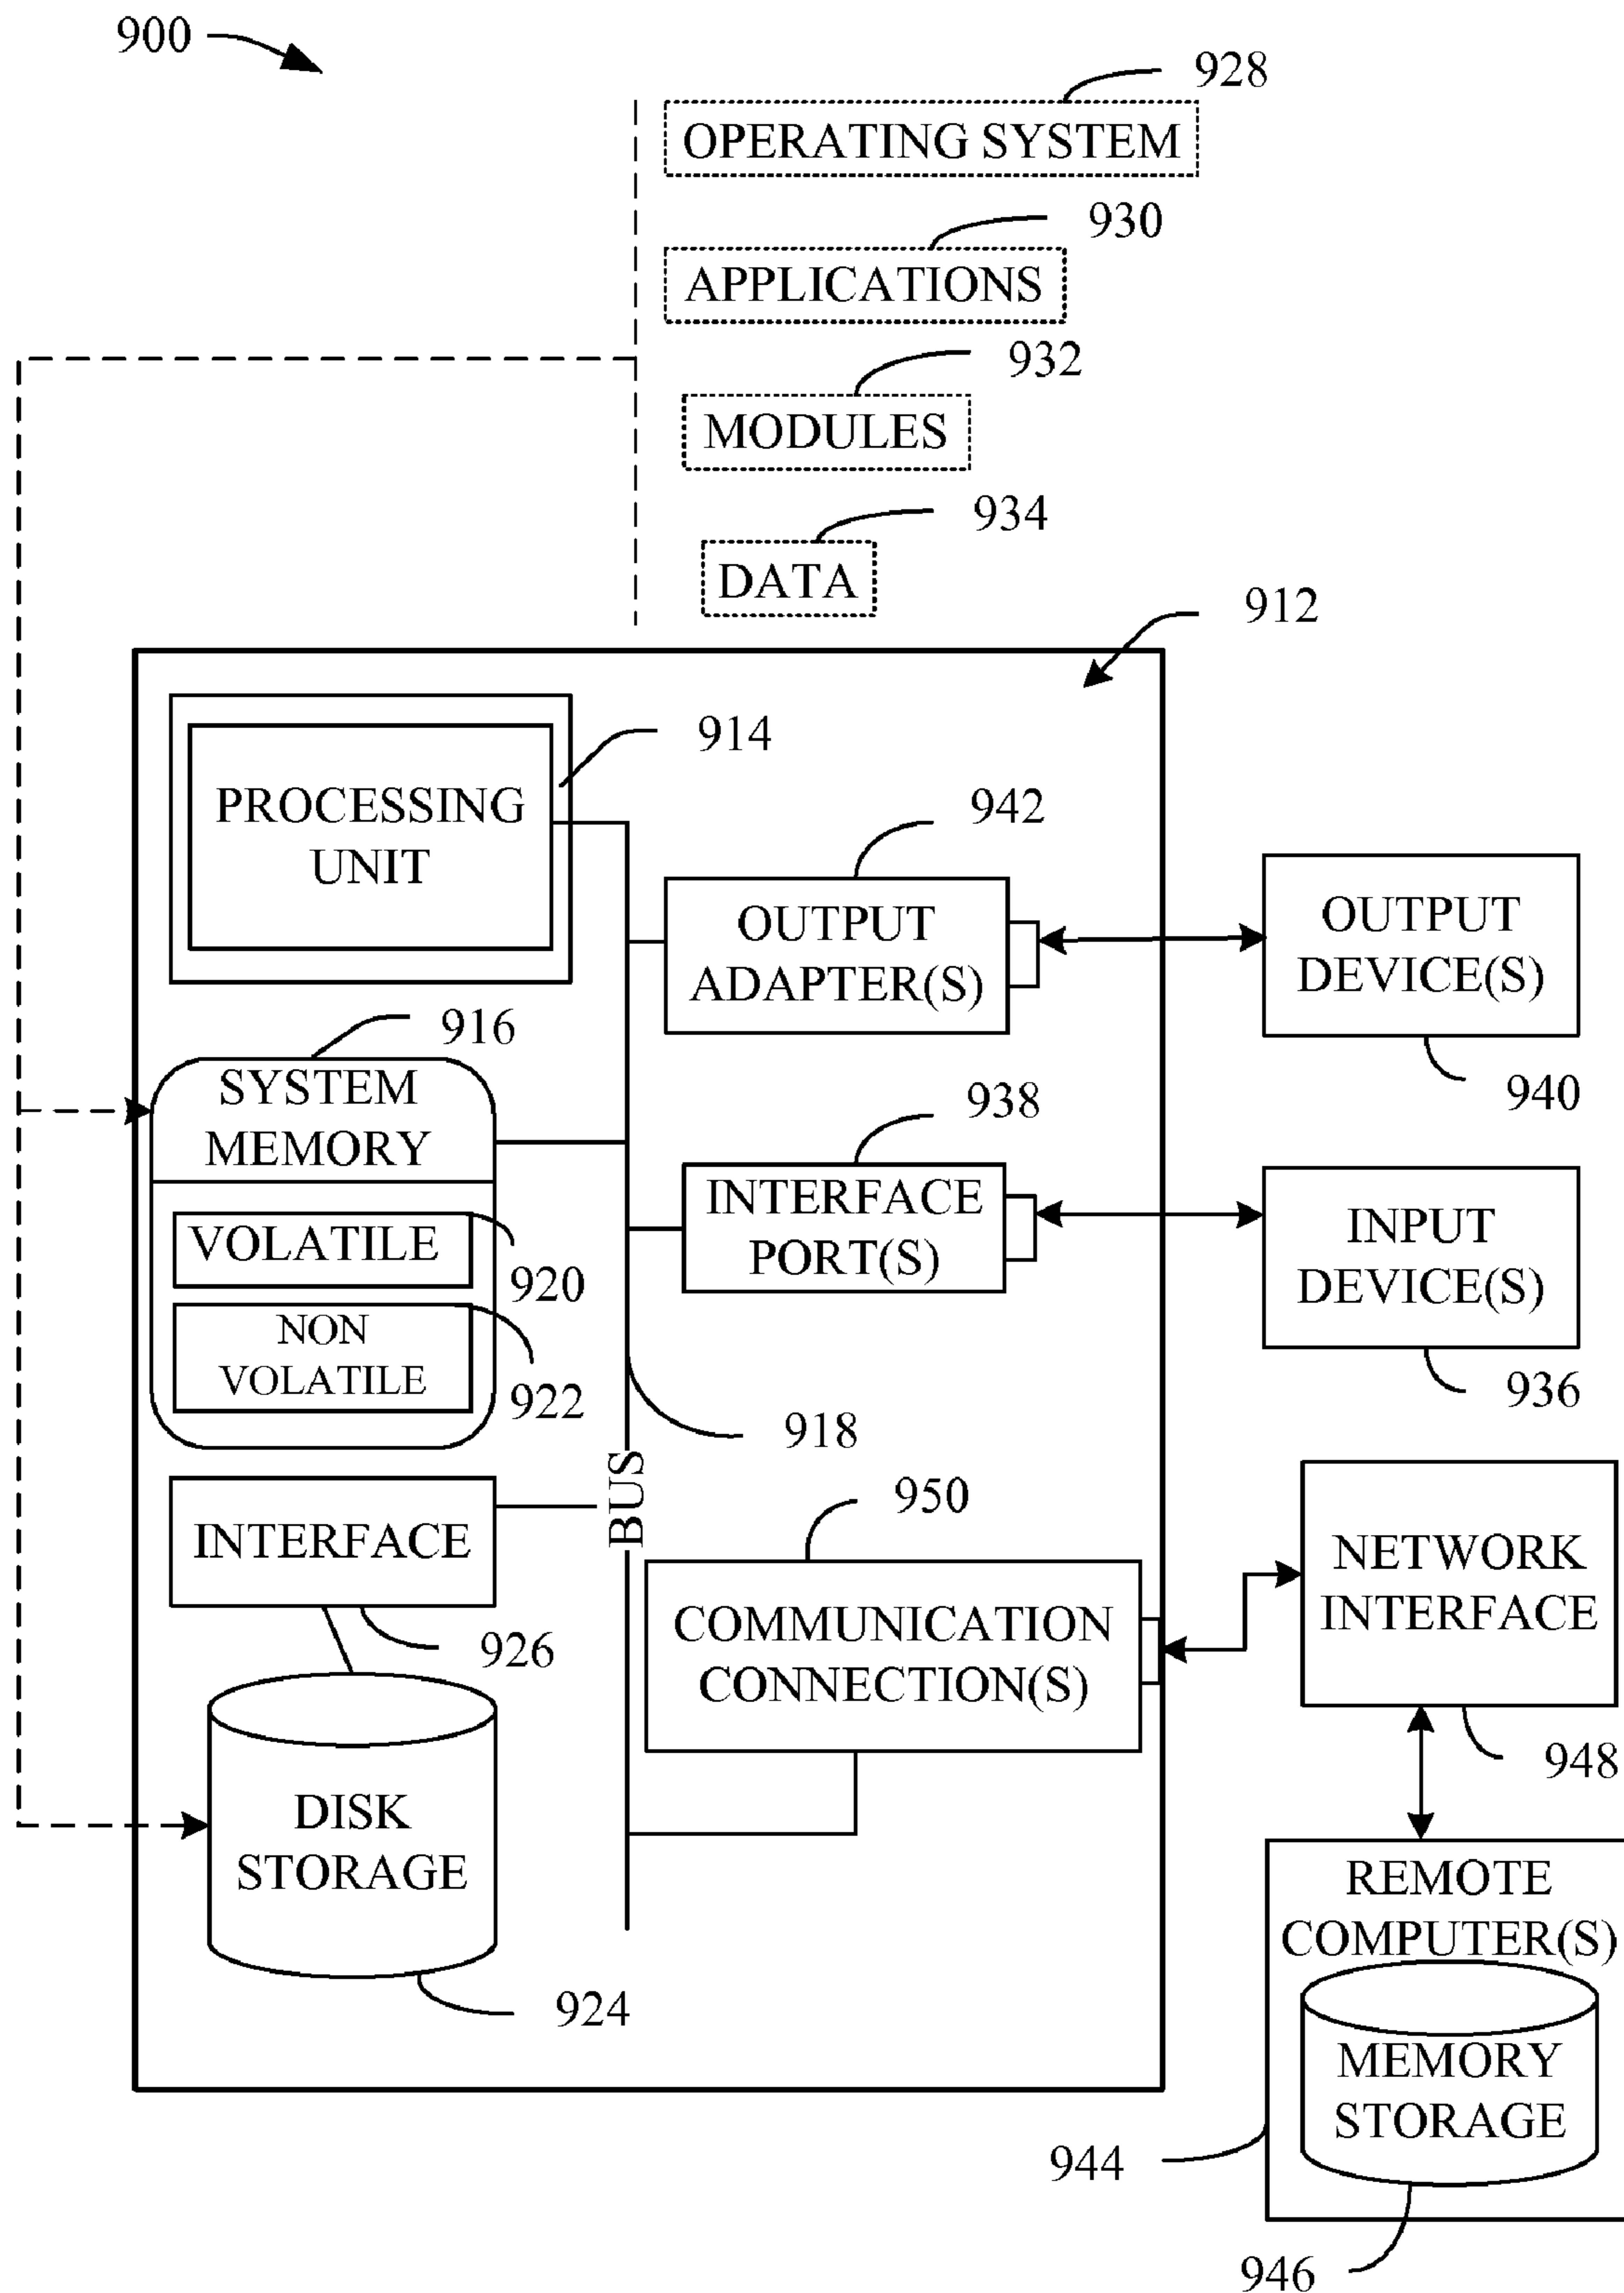 900
928
OPERATING SYSTEM
930
APPLICATIONS
932
MODULES
934
DATA
912
914
PROCESSING
UNIT
942
OUTPUT
ADAPTER(S)
OUTPUT
DEVICE(S)
940
916
SYSTEM
MEMORY
938
INTERFACE
PORT(S)
INPUT
DEVICE(S)
936
VOLATILE
920
NON
VOLATILE
922
918
BUS
INTERFACE
926
950
COMMUNICATION
CONNECTION(S)
NETWORK
INTERFACE
948
DISK
STORAGE
924
REMOTE
COMPUTER(S)
MEMORY
STORAGE
944
946